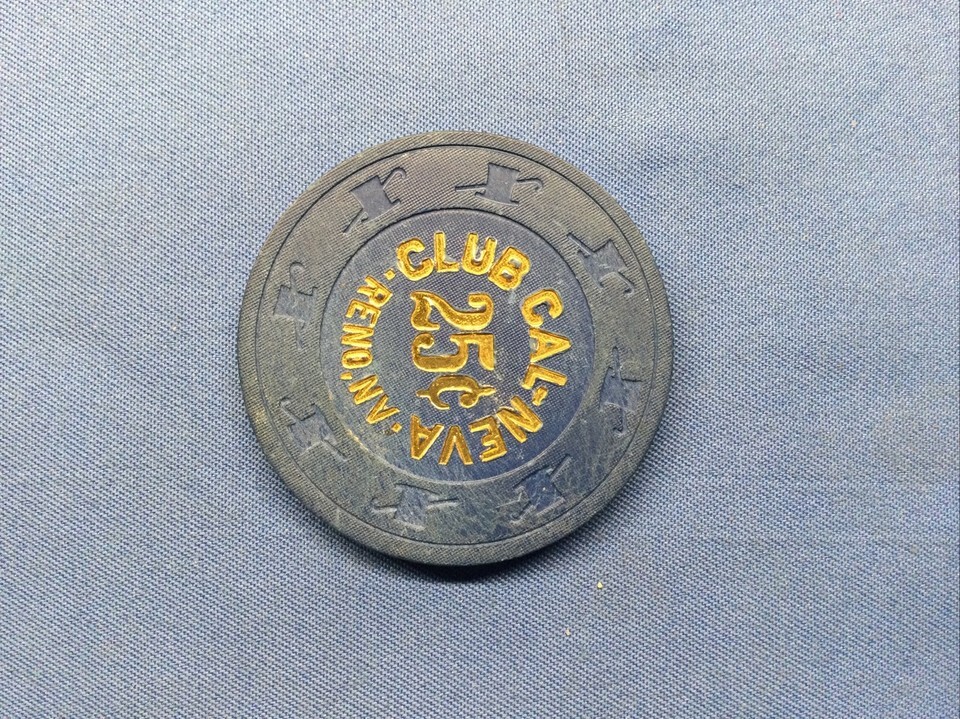 CLUB CAL-NEVA
25¢
RENO, NV.